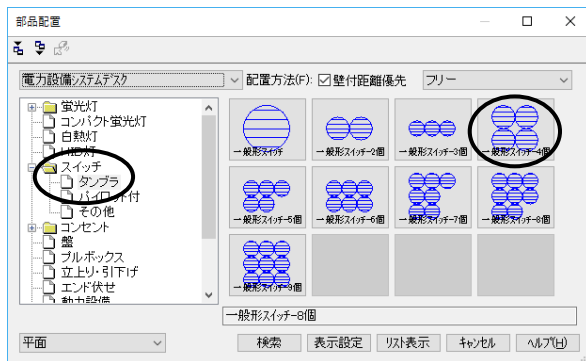 部品配置
電力設備システムデスク
配置方法(F):
壁付距離優先
フリー
蛍光灯
コンパクト蛍光灯
白熱灯
HID灯
スイッチ
タンブラ
パイロット付
その他
コンセント
盤
プルボックス
立上り・引下げ
エンド伏せ
動力設備
一般形スイッチ
一般形スイッチ-2個
一般形スイッチ-3個
一般形スイッチ-4個
一般形スイッチ-5個
一般形スイッチ-6個
一般形スイッチ-7個
一般形スイッチ-8個
一般形スイッチ-9個
一般形スイッチ-8個
平面
検索
表示設定
リスト表示
キャンセル
ヘルプ(H)